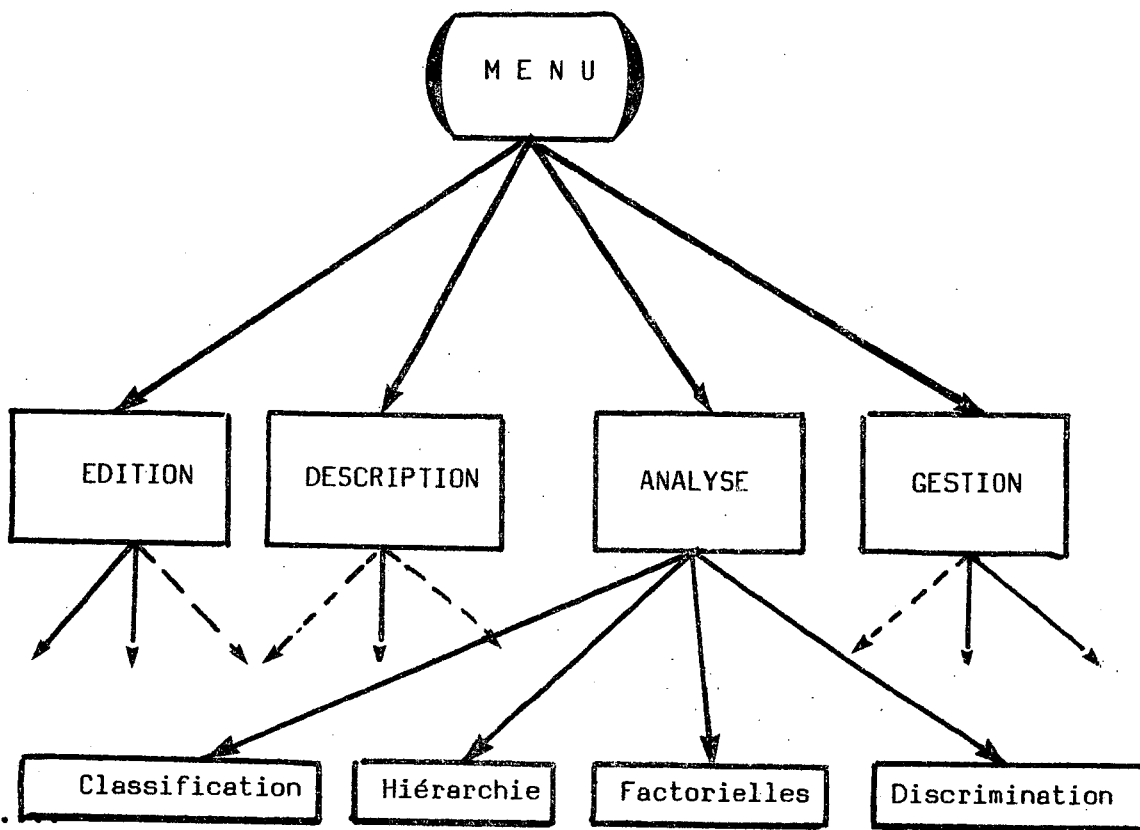 MENU
EDITION
DESCRIPTION
ANALYSE
GESTION
Classification
Hiérarchie
Factorielles
Discrimination